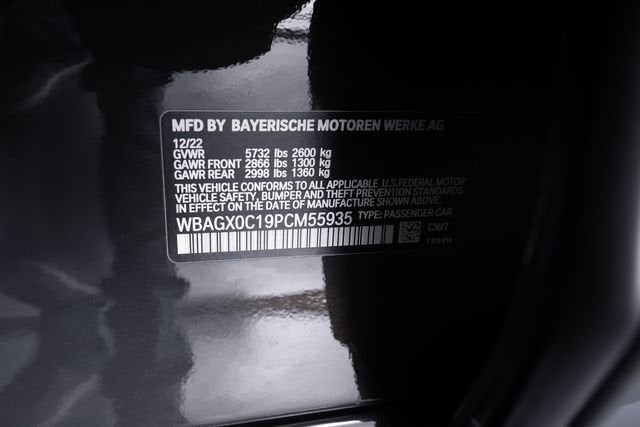 MFD BY BAYERISCHE MOTOREN WERKE AG
12/22
GVWR 5732 lbs 2600 kg
GAWR FRONT 2866 lbs 1300 kg
GAWR REAR 2998 lbs 1360 kg
THIS VEHICLE CONFORMS TO ALL APPLICABLE U.S.FEDERAL MOTOR
VEHICLE SAFETY, BUMPER AND THEFT PREVENTION STANDARDS
IN EFFECT ON THE DATE OF MANUFACTURE SHOWN ABOVE.
WBAGX0C19PCM55935 TYPE: PASSENGER CAR
C36/7